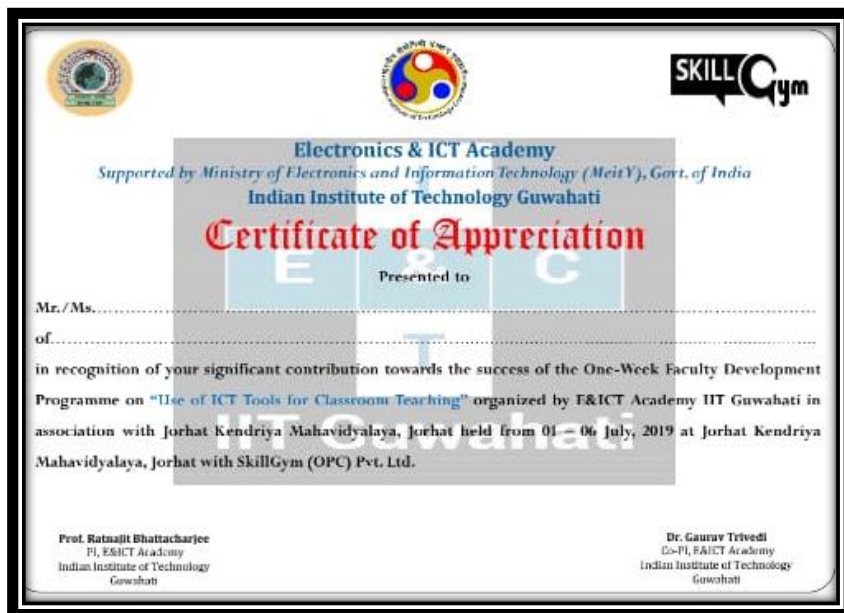 SKILL Gym
Electronics & ICT Academy
Supported by Ministry of Electronics and Information Technology (MeitY), Govt. of India
Indian Institute of Technology Guwahati
Certificate of Appreciation
Presented to
Mr./Ms.
of
in recognition of your significant contribution towards the success of the One-Week Faculty Development
Programme on "Use of ICT Tools for Classroom Teaching" organized by E&ICT Academy IIT Guwahati in
association with Jorhat Kendriya Mahavidyalaya, Jorhat held from 01 – 06 July, 2019 at Jorhat Kendriya
Mahavidyalaya, Jorhat with SkillGym (OPC) Pvt. Ltd.
I
E & C
T
IIT Guwahati
Prof. Ratnajit Bhattacharjee
PI, E&ICT Academy
Indian Institute of Technology
Guwahati
Dr. Gaurav Trivedi
Co-PI, E&ICT Academy
Indian Institute of Technology
Guwahati